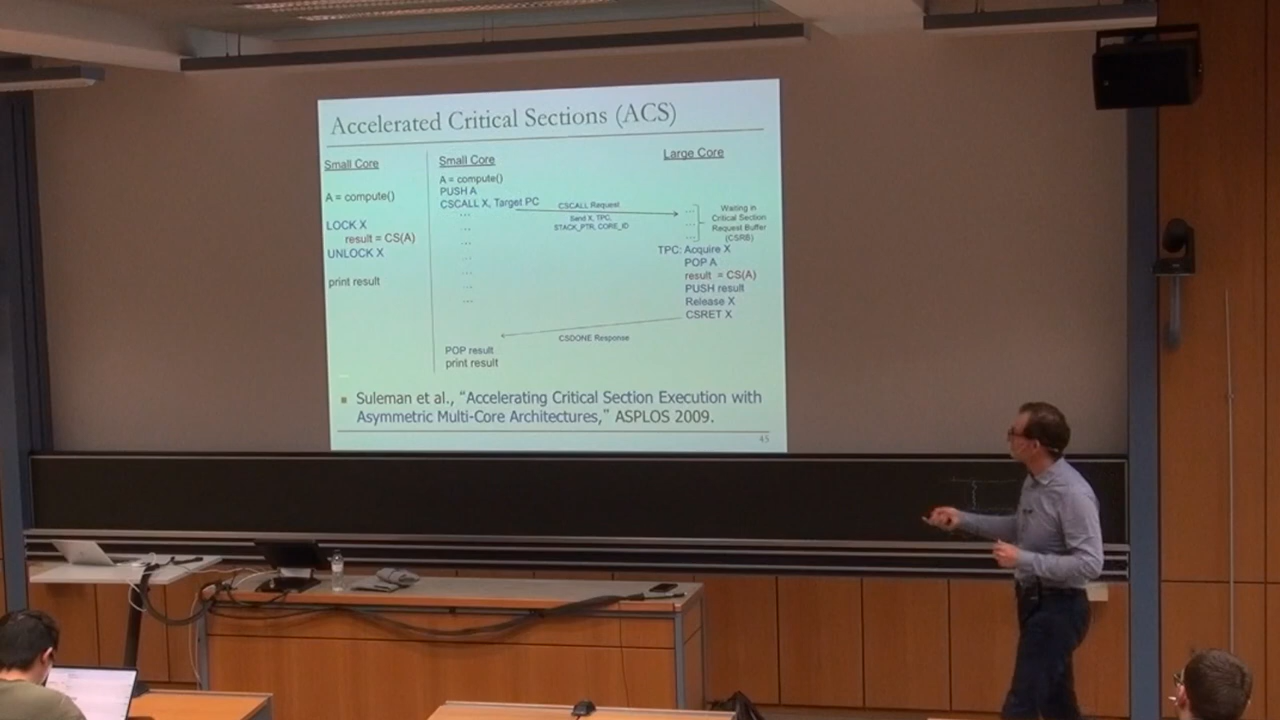 Accelerated Critical Sections (ACS)
Small Core
A = compute()
LOCK X
result = CS(A)
UNLOCK X
print result
Small Core
A = compute()
PUSH A
CSCALL X, Target PC
...
...
...
...
...
...
...
POP result
print result
CSCALL Request
Send X, TPC,
STACK_PTR, CORE_ID
CSDONE Response
Large Core
...
...
...
Waiting in
Critical Section
Request Buffer
(CSRB)
TPC: Acquire X
POP A
result = CS(A)
PUSH result
Release X
CSRET X
Suleman et al., “Accelerating Critical Section Execution with
Asymmetric Multi-Core Architectures,” ASPLOS 2009.
45